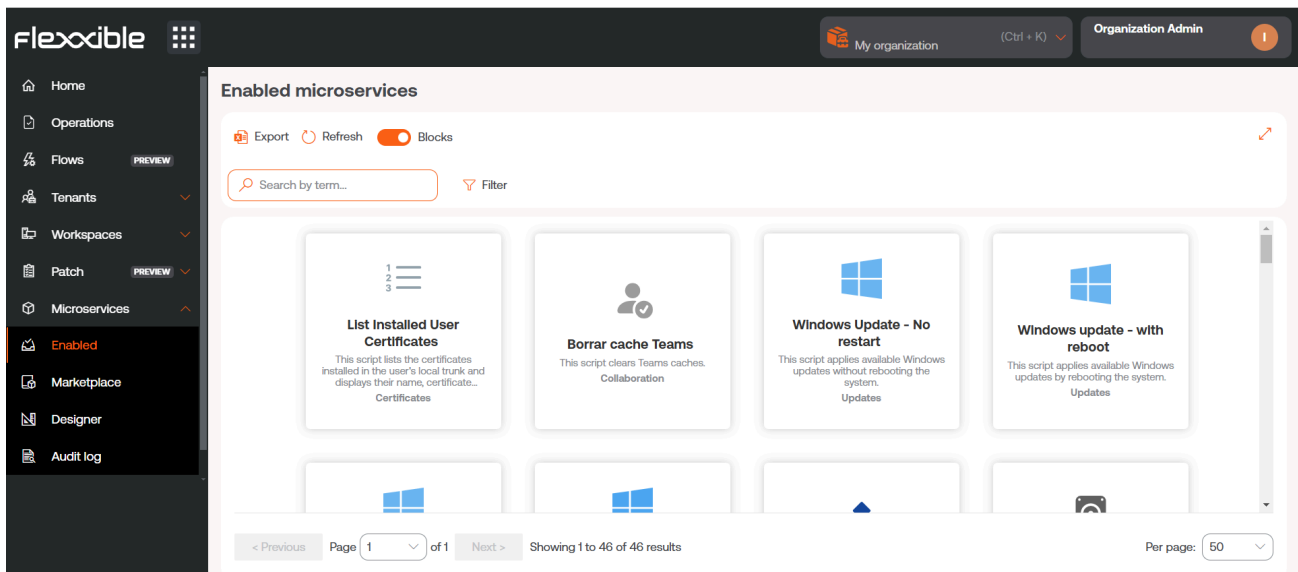 Flexxible
My organization
(Ctrl + K)
Organization Admin
I
Home
Operations
Flows
PREVIEW
Tenants
Workspaces
Patch
PREVIEW
Microservices
Enabled
Marketplace
Designer
Audit log
Enabled microservices
Export
Refresh
Blocks
Search by term...
Filter
1
2
3
List Installed User
Certificates
This script lists the certificates
installed in the user's local trunk and
displays their name, certificate...
Certificates
Borrar cache Teams
This script clears Teams caches.
Collaboration
Windows Update - No
restart
This script applies available Windows
updates without rebooting the
system.
Updates
Windows update - with
reboot
This script applies available Windows
updates by rebooting the system.
Updates
< Previous
Page
1
of 1
Next >
Showing 1 to 46 of 46 results
Per page:
50